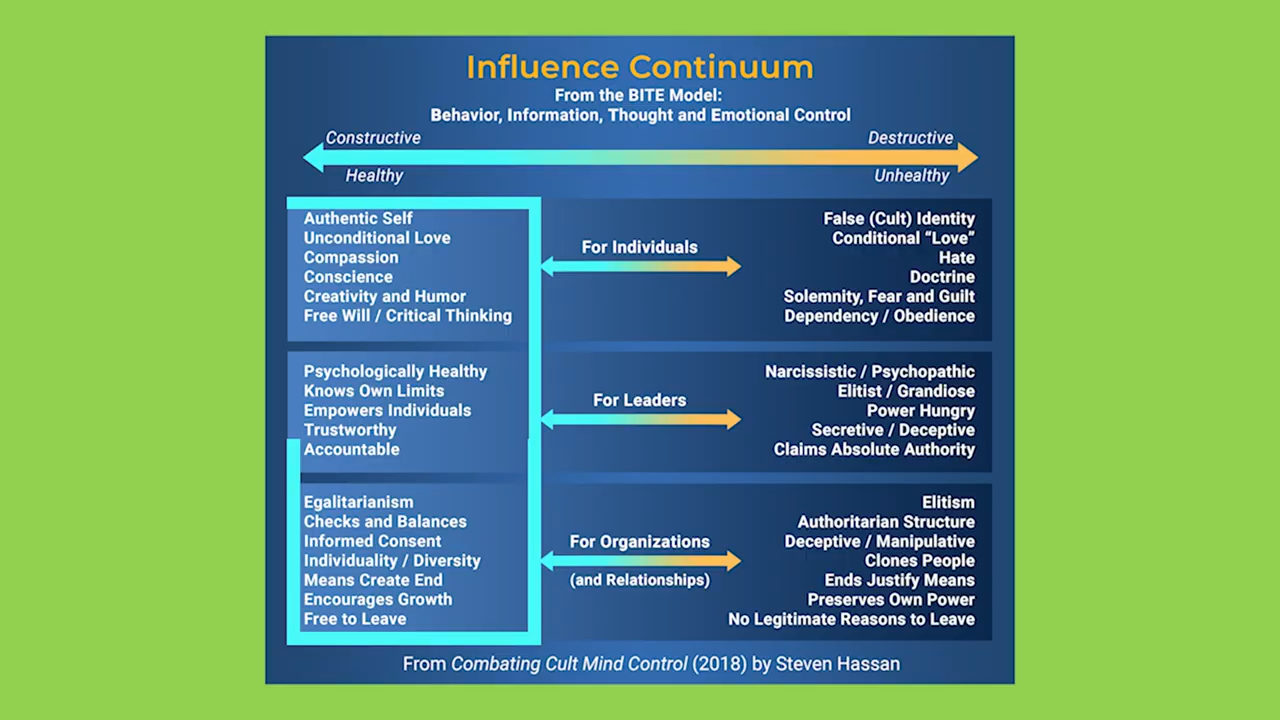 Influence Continuum
From the BITE Model:
Behavior, Information, Thought and Emotional Control
Constructive
Destructive
Healthy
Unhealthy
Authentic Self
Unconditional Love
Compassion
Conscience
Creativity and Humor
Free Will / Critical Thinking
For Individuals
False (Cult) Identity
Conditional “Love”
Hate
Doctrine
Solemnity, Fear and Guilt
Dependency / Obedience
Psychologically Healthy
Knows Own Limits
Empowers Individuals
Trustworthy
Accountable
For Leaders
Narcissistic / Psychopathic
Elitist / Grandiose
Power Hungry
Secretive / Deceptive
Claims Absolute Authority
Egalitarianism
Checks and Balances
Informed Consent
Individuality / Diversity
Means Create End
Encourages Growth
Free to Leave
For Organizations
(and Relationships)
Elitism
Authoritarian Structure
Deceptive / Manipulative
Clones People
Ends Justify Means
Preserves Own Power
No Legitimate Reasons to Leave
From Combating Cult Mind Control (2018) by Steven Hassan